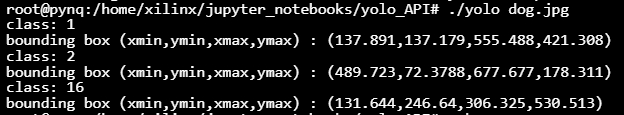 root@pynq:/home/xilinx/jupyter_notebooks/yolo_API# ./yolo dog.jpg
class: 1
bounding box (xmin,ymin,xmax,ymax) : (137.891,137.179,555.488,421.308)
class: 2
bounding box (xmin,ymin,xmax,ymax) : (489.723,72.3788,677.677,178.311)
class: 16
bounding box (xmin,ymin,xmax,ymax) : (131.644,246.64,306.325,530.513)